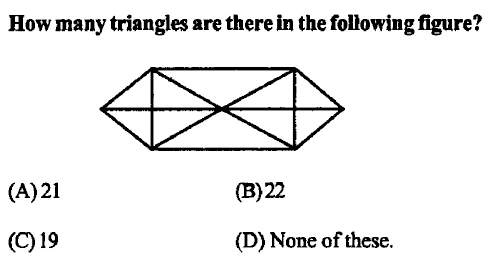 How many triangles are there in the following figure?
(A) 21 (B) 22
(C) 19 (D) None of these.